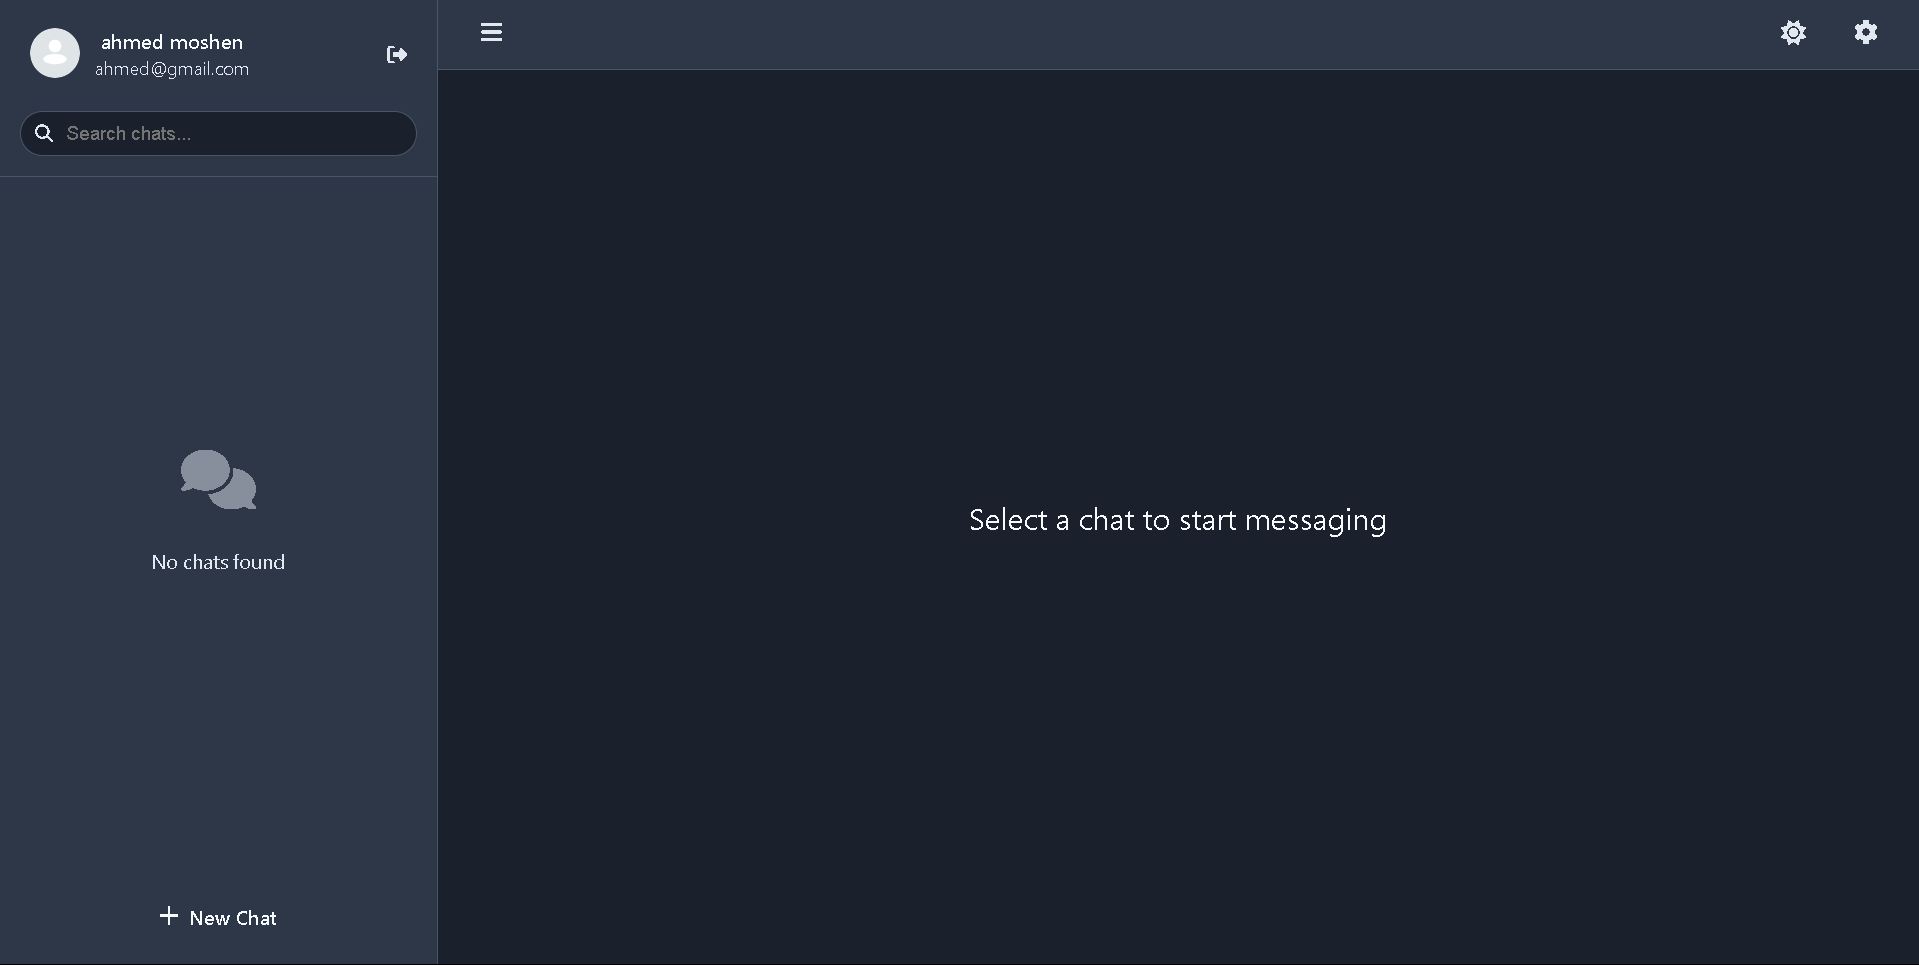 ahmed moshen
ahmed@gmail.com
Search chats...
No chats found
New Chat
Select a chat to start messaging